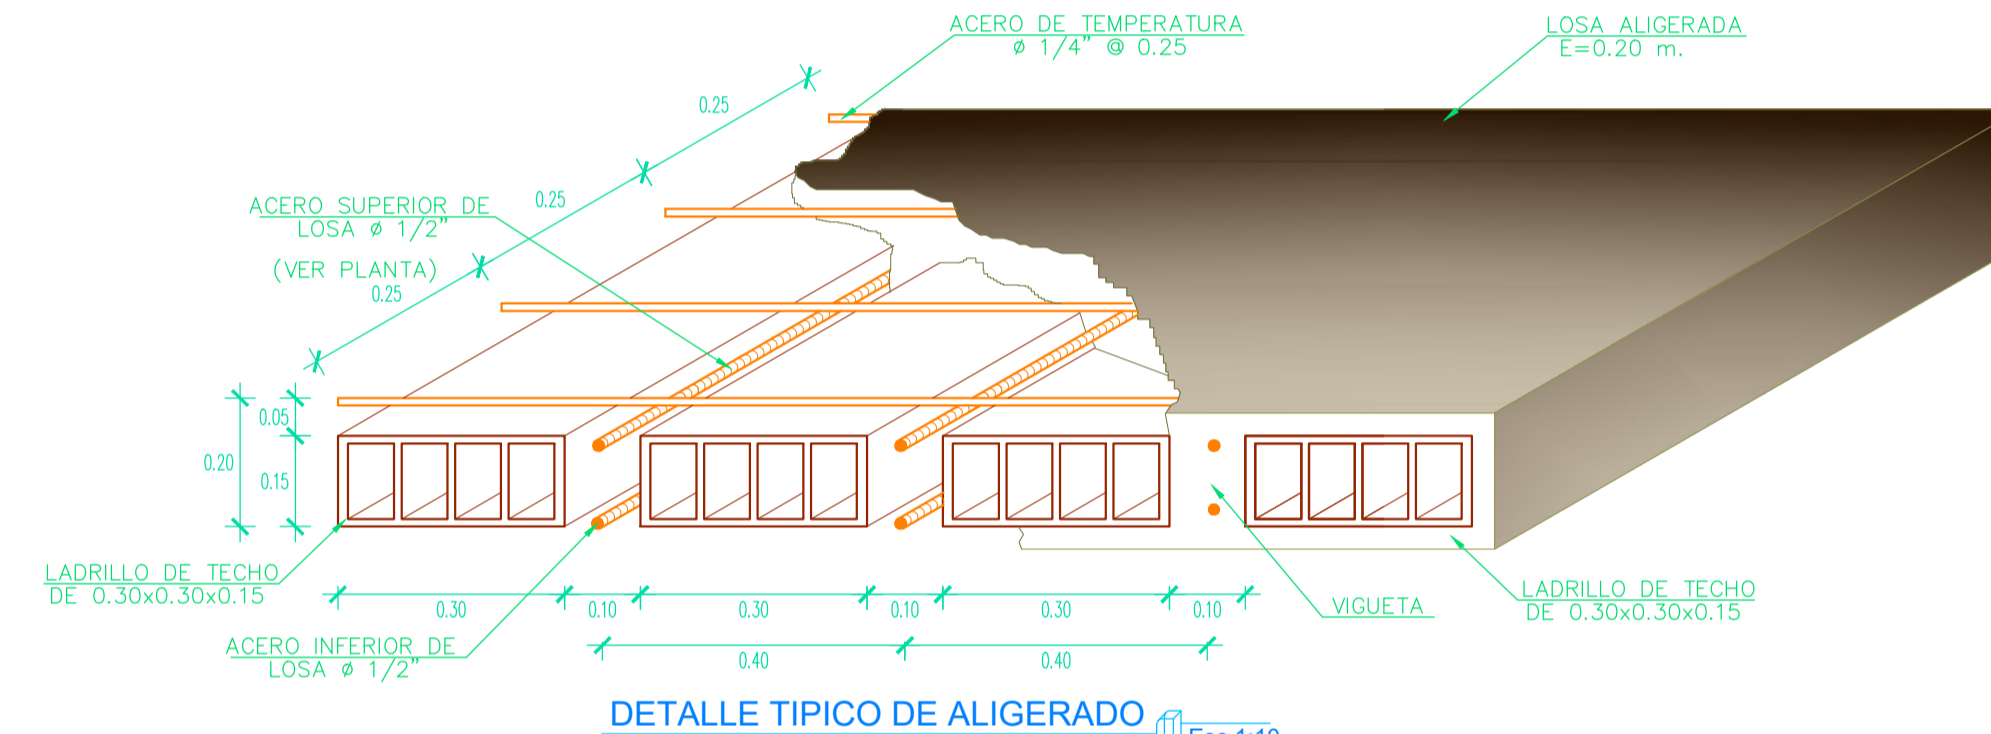 ACERO DE TEMPERATURA
ø 1/4" @ 0.25
LOSA ALIGERADA
E=0.20 m.
0.25
0.25
0.25
ACERO SUPERIOR DE
LOSA ø 1/2"
(VER PLANTA)
0.05
0.20
0.15
LADRILLO DE TECHO
DE 0.30x0.30x0.15
0.30
0.10
0.30
0.10
0.30
0.10
VIGUETA
LADRILLO DE TECHO
DE 0.30x0.30x0.15
ACERO INFERIOR DE
LOSA ø 1/2"
0.40
0.40
DETALLE TIPICO DE ALIGERADO